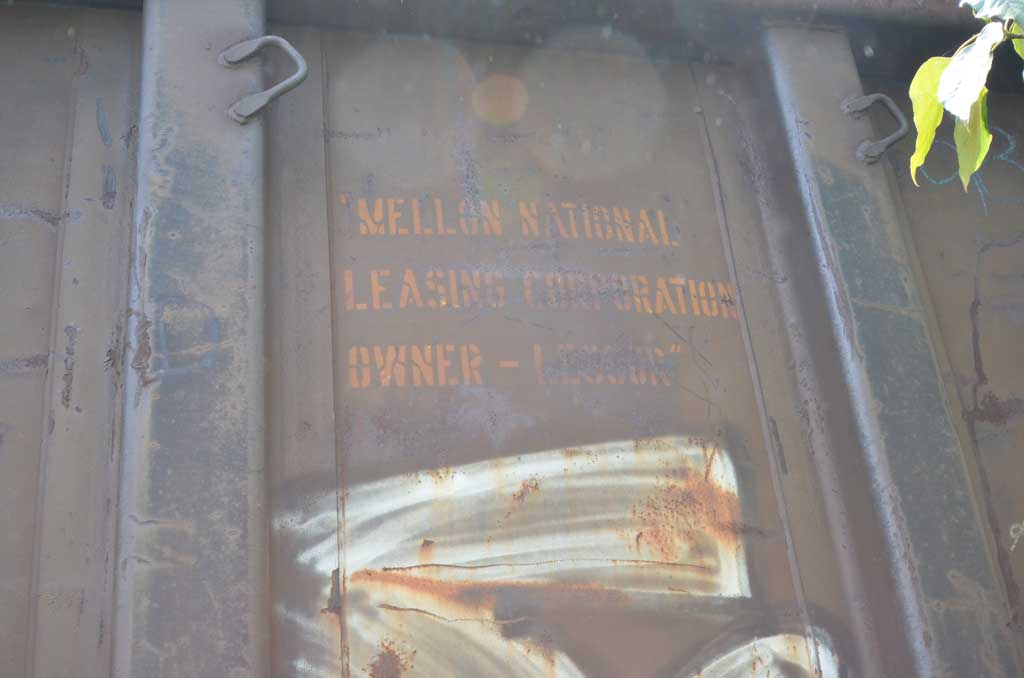 "MELLON NATIONAL
LEASING CORPORATION
OWNER - LESSOR"